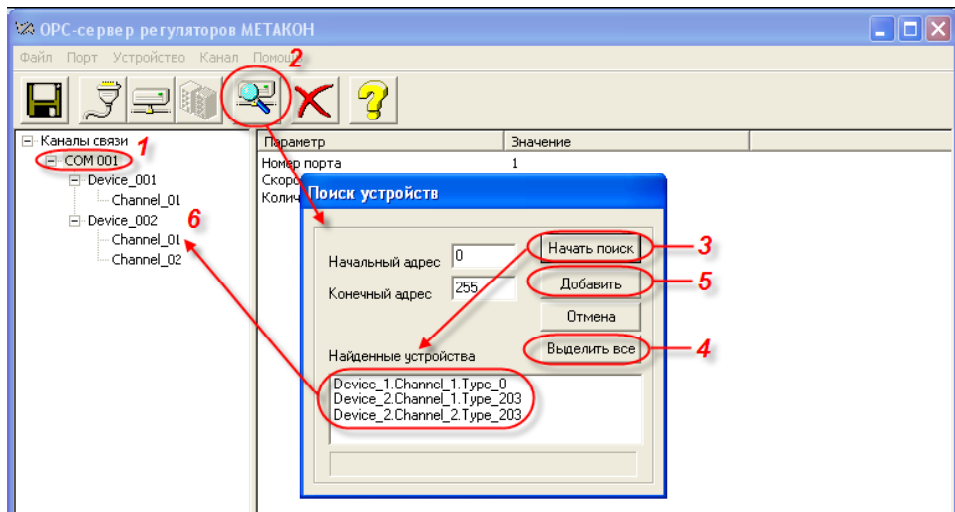 OPC-сервер регуляторов МЕТАКОН
Файл Порт Устройство Канал Помощь
2
Каналы связи
1
COM 001
Device_001
Channel_01
Device_002
6
Channel_01
Channel_02
Параметр Значение
Номер порта 1
Скоро
Колич
Поиск устройств
Начальный адрес 0
Начать поиск
3
Конечный адрес 255
Добавить
5
Отмена
Выделить все
4
Найденные устройства
Device_1.Channel_1.Type_0
Device_2.Channel_1.Type_203
Device_2.Channel_2.Type_203